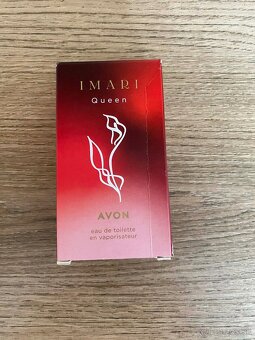 IMARI
Queen
AVON
eau de toilette
en vaporisateur